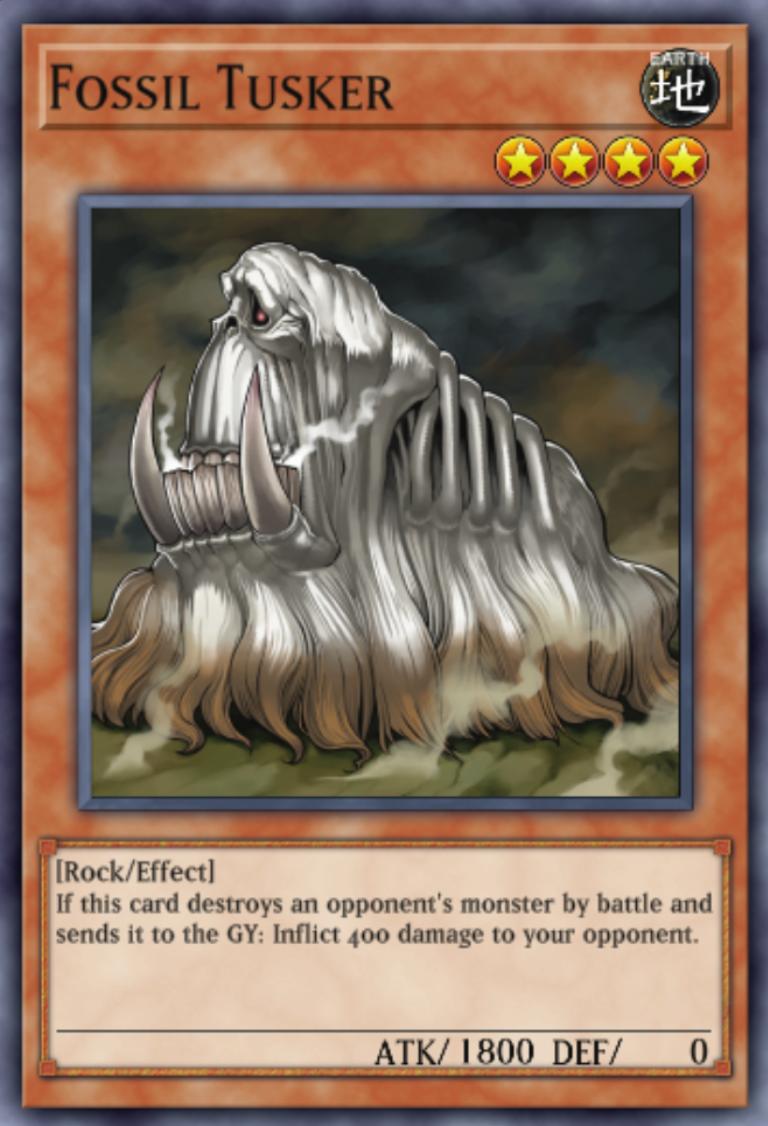 Fossil Tusker
EARTH
地
[Rock/Effect]
If this card destroys an opponent's monster by battle and
sends it to the GY: Inflict 400 damage to your opponent.
ATK/ 1800 DEF/ 0